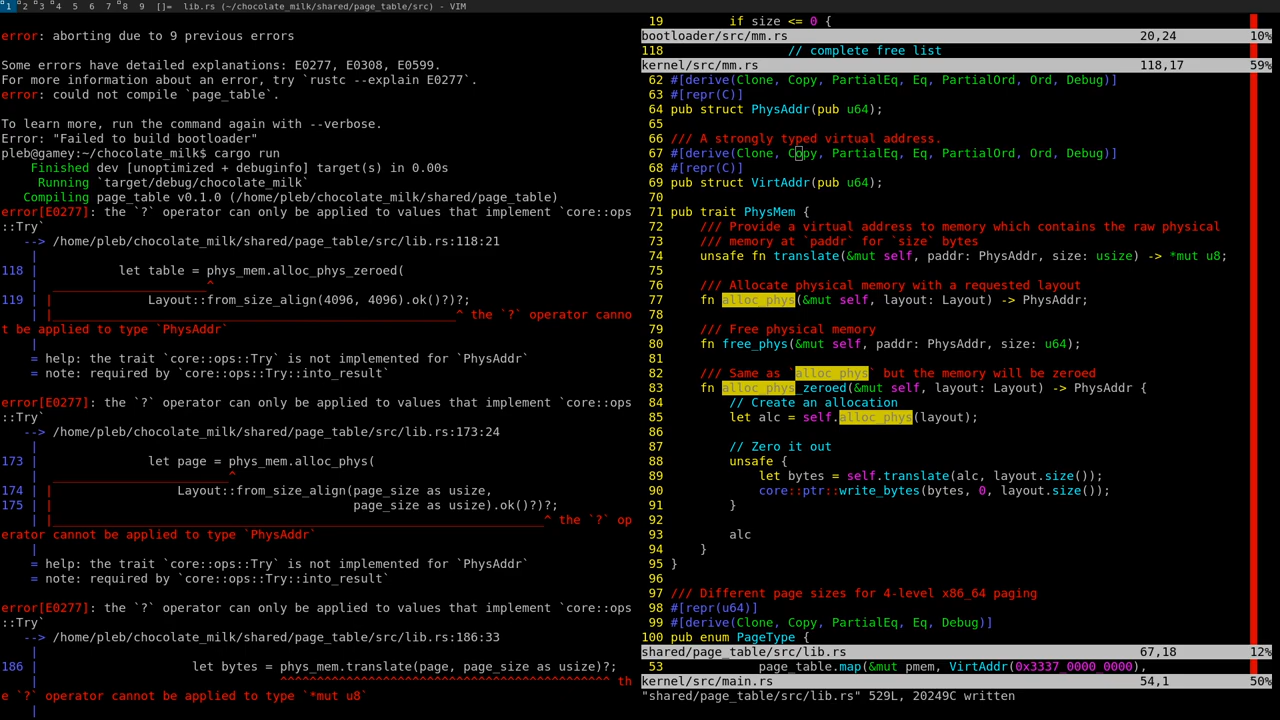 1 2 3 4 5 6 7 8 9 []= lib.rs (~/chocolate_milk/shared/page_table/src) - VIM
error: aborting due to 9 previous errors
Some errors have detailed explanations: E0277, E0308, E0599.
For more information about an error, try `rustc --explain E0277`.
error: could not compile `page_table`.
To learn more, run the command again with --verbose.
Error: "Failed to build bootloader"
pleb@gamey:~/chocolate_milk$ cargo run
Finished dev [unoptimized + debuginfo] target(s) in 0.00s
Running `target/debug/chocolate_milk`
Compiling page_table v0.1.0 (/home/pleb/chocolate_milk/shared/page_table)
error[E0277]: the `?` operator can only be applied to values that implement `core::ops
::Try`
--> /home/pleb/chocolate_milk/shared/page_table/src/lib.rs:118:21
|
118 | let table = phys_mem.alloc_phys_zeroed(
| _____________________^
119 | | Layout::from_size_align(4096, 4096).ok()?)?;
| |_______________________________________________________^ the `?` operator canno
t be applied to type `PhysAddr`
|
= help: the trait `core::ops::Try` is not implemented for `PhysAddr`
= note: required by `core::ops::Try::into_result`
error[E0277]: the `?` operator can only be applied to values that implement `core::ops
::Try`
--> /home/pleb/chocolate_milk/shared/page_table/src/lib.rs:173:24
|
173 | let page = phys_mem.alloc_phys(
| ________________________^
174 | | Layout::from_size_align(page_size as usize,
175 | | page_size as usize).ok()?)?;
| |___________________________________________________________________^ the `?` op
erator cannot be applied to type `PhysAddr`
|
= help: the trait `core::ops::Try` is not implemented for `PhysAddr`
= note: required by `core::ops::Try::into_result`
error[E0277]: the `?` operator can only be applied to values that implement `core::ops
::Try`
--> /home/pleb/chocolate_milk/shared/page_table/src/lib.rs:186:33
|
186 | let bytes = phys_mem.translate(page, page_size as usize)?;
| ^^^^^^^^^^^^^^^^^^^^^^^^^^^^^^^^^^^^^^^^^^^^^ th
e `?` operator cannot be applied to type `*mut u8`
|
19 if size <= 0 {
bootloader/src/mm.rs 20,24 10%
118 // complete free list
kernel/src/mm.rs 118,17 59%
62 #[derive(Clone, Copy, PartialEq, Eq, PartialOrd, Ord, Debug)]
63 #[repr(C)]
64 pub struct PhysAddr(pub u64);
65
66 /// A strongly typed virtual address.
67 #[derive(Clone, Copy, PartialEq, Eq, PartialOrd, Ord, Debug)]
68 #[repr(C)]
69 pub struct VirtAddr(pub u64);
70
71 pub trait PhysMem {
72 /// Provide a virtual address to memory which contains the raw physical
73 /// memory at `paddr` for `size` bytes
74 unsafe fn translate(&mut self, paddr: PhysAddr, size: usize) -> *mut u8;
75
76 /// Allocate physical memory with a requested layout
77 fn alloc_phys(&mut self, layout: Layout) -> PhysAddr;
78
79 /// Free physical memory
80 fn free_phys(&mut self, paddr: PhysAddr, size: u64);
81
82 /// Same as `alloc_phys` but the memory will be zeroed
83 fn alloc_phys_zeroed(&mut self, layout: Layout) -> PhysAddr {
84 // Create an allocation
85 let alc = self.alloc_phys(layout);
86
87 // Zero it out
88 unsafe {
89 let bytes = self.translate(alc, layout.size());
90 core::ptr::write_bytes(bytes, 0, layout.size());
91 }
92
93 alc
94 }
95 }
96
97 /// Different page sizes for 4-level x86_64 paging
98 #[repr(u64)]
99 #[derive(Clone, Copy, PartialEq, Eq, Debug)]
100 pub enum PageType {
shared/page_table/src/lib.rs 67,18 12%
53 page_table.map(&mut pmem, VirtAddr(0x3337_0000_0000),
kernel/src/main.rs 54,1 50%
"shared/page_table/src/lib.rs" 529L, 20249C written